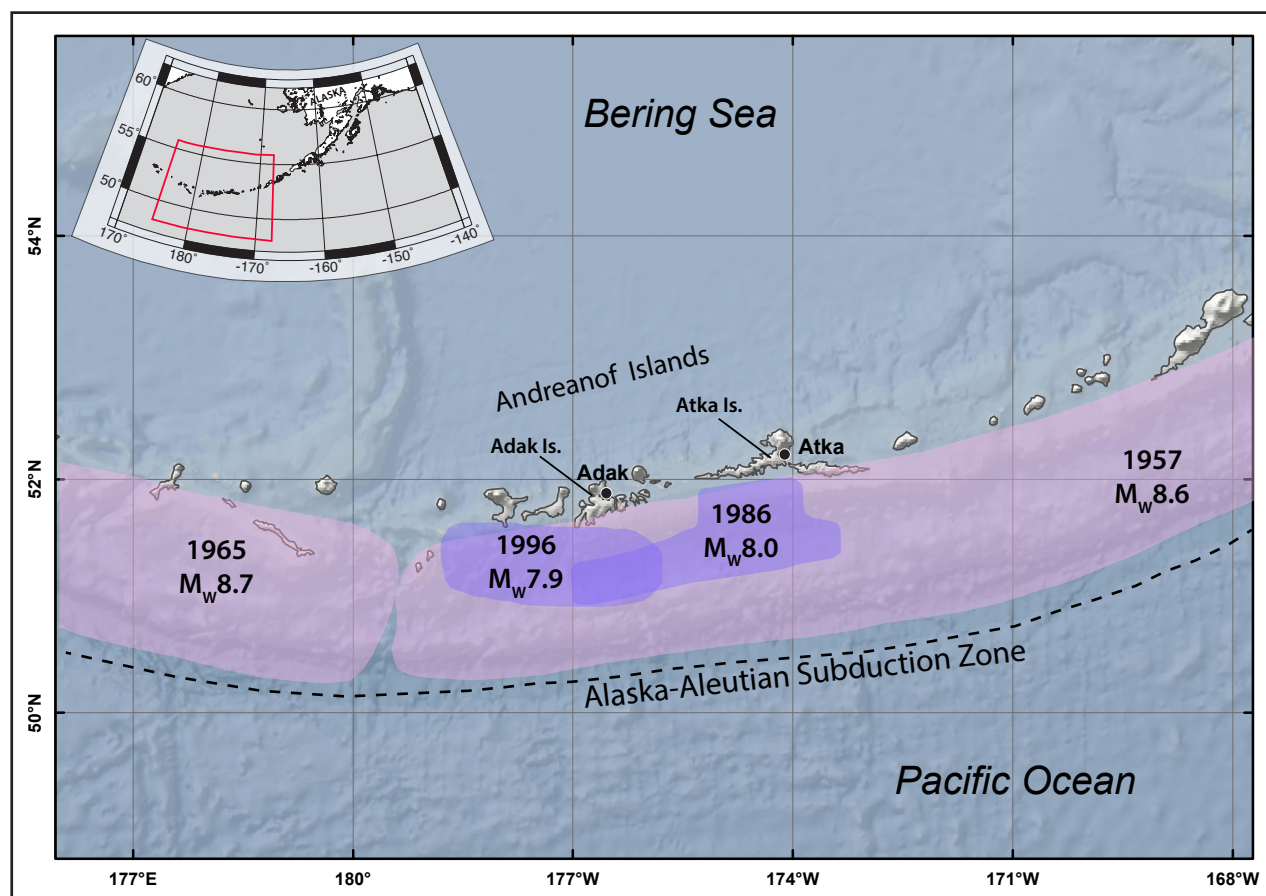 Bering Sea
ALASKA
60°
55°
50°
170°
180°
-170°
-160°
-150°
-140°
54°N
52°N
50°N
Andreanof Islands
Atka Is.
Atka
Adak Is.
Adak
1957
Mw8.6
1986
Mw8.0
1996
Mw7.9
1965
Mw8.7
Alaska-Aleutian Subduction Zone
Pacific Ocean
177°E
180°
177°W
174°W
171°W
168°W